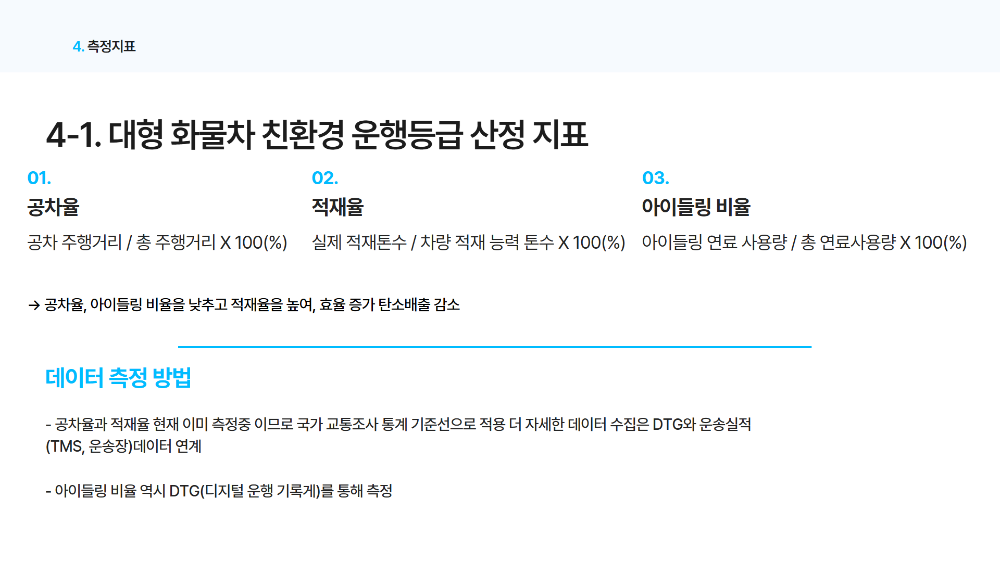 4. 측정지표
4-1. 대형 화물차 친환경 운행등급 산정 지표
01.
공차율
공차 주행거리 / 총 주행거리 X 100(%)
02.
적재율
실제 적재톤수 / 차량 적재 능력 톤수 X 100(%)
03.
아이들링 비율
아이들링 연료 사용량 / 총 연료사용량 X 100(%)
→ 공차율, 아이들링 비율을 낮추고 적재율을 높여, 효율 증가 탄소배출 감소
데이터 측정 방법
- 공차율과 적재율 현재 이미 측정중 이므로 국가 교통조사 통계 기준선으로 적용 더 자세한 데이터 수집은 DTG와 운송실적
(TMS, 운송장)데이터 연계
- 아이들링 비율 역시 DTG(디지털 운행 기록게)를 통해 측정